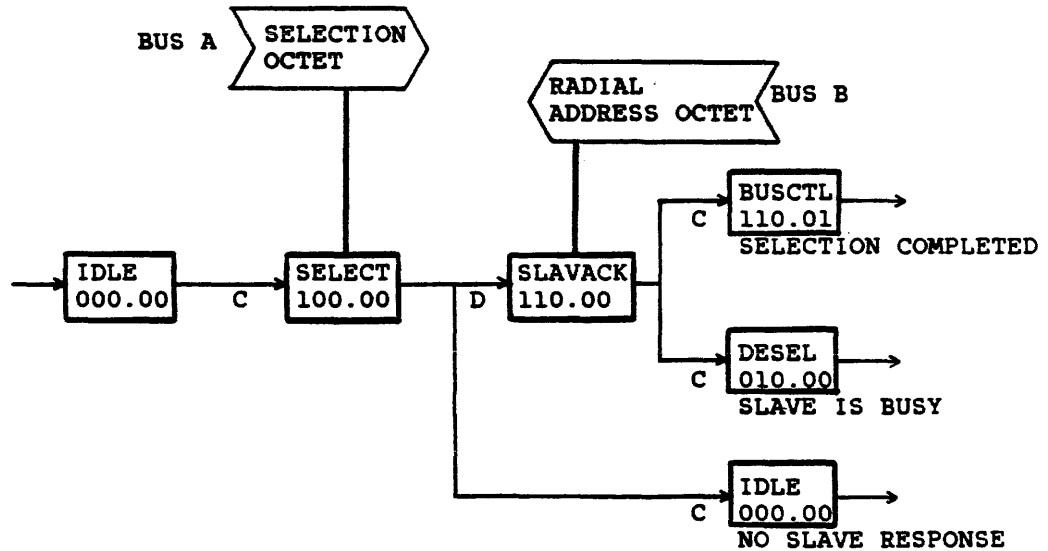 BUS A
SELECTION
OCTET
RADIAL
ADDRESS OCTET
BUS B
BUSCTL
110.01
C
SELECTION COMPLETED
IDLE
000.00
C
SELECT
100.00
D
SLAVACK
110.00
DESEL
010.00
C
SLAVE IS BUSY
IDLE
000.00
C
NO SLAVE RESPONSE